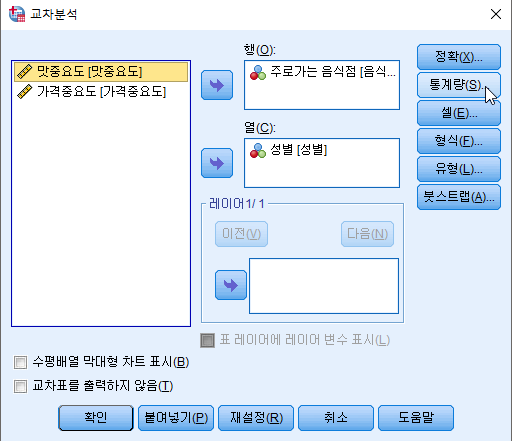 교차분석
행(O):
정확(X)...
맛중요도 [맛중요도]
주로가는 음식점 [음식...
통계량(S)...
가격중요도 [가격중요도]
셀(E)...
열(C):
형식(F)...
성별 [성별]
유형(L)...
붓스트랩(A)...
레이어1/ 1
이전(V)
다음(N)
표 레이어에 레이어 변수 표시(L)
수평배열 막대형 차트 표시(B)
교차표를 출력하지 않음(T)
확인 붙여넣기(P) 재설정(R) 취소 도움말